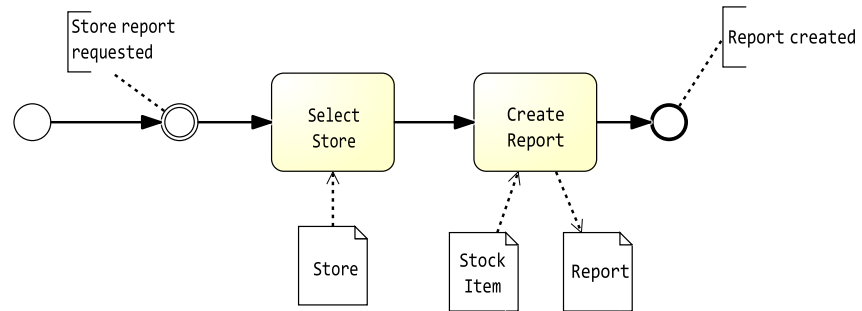 Store report
requested
Report created
Select
Store
Create
Report
Store
Stock
Item
Report